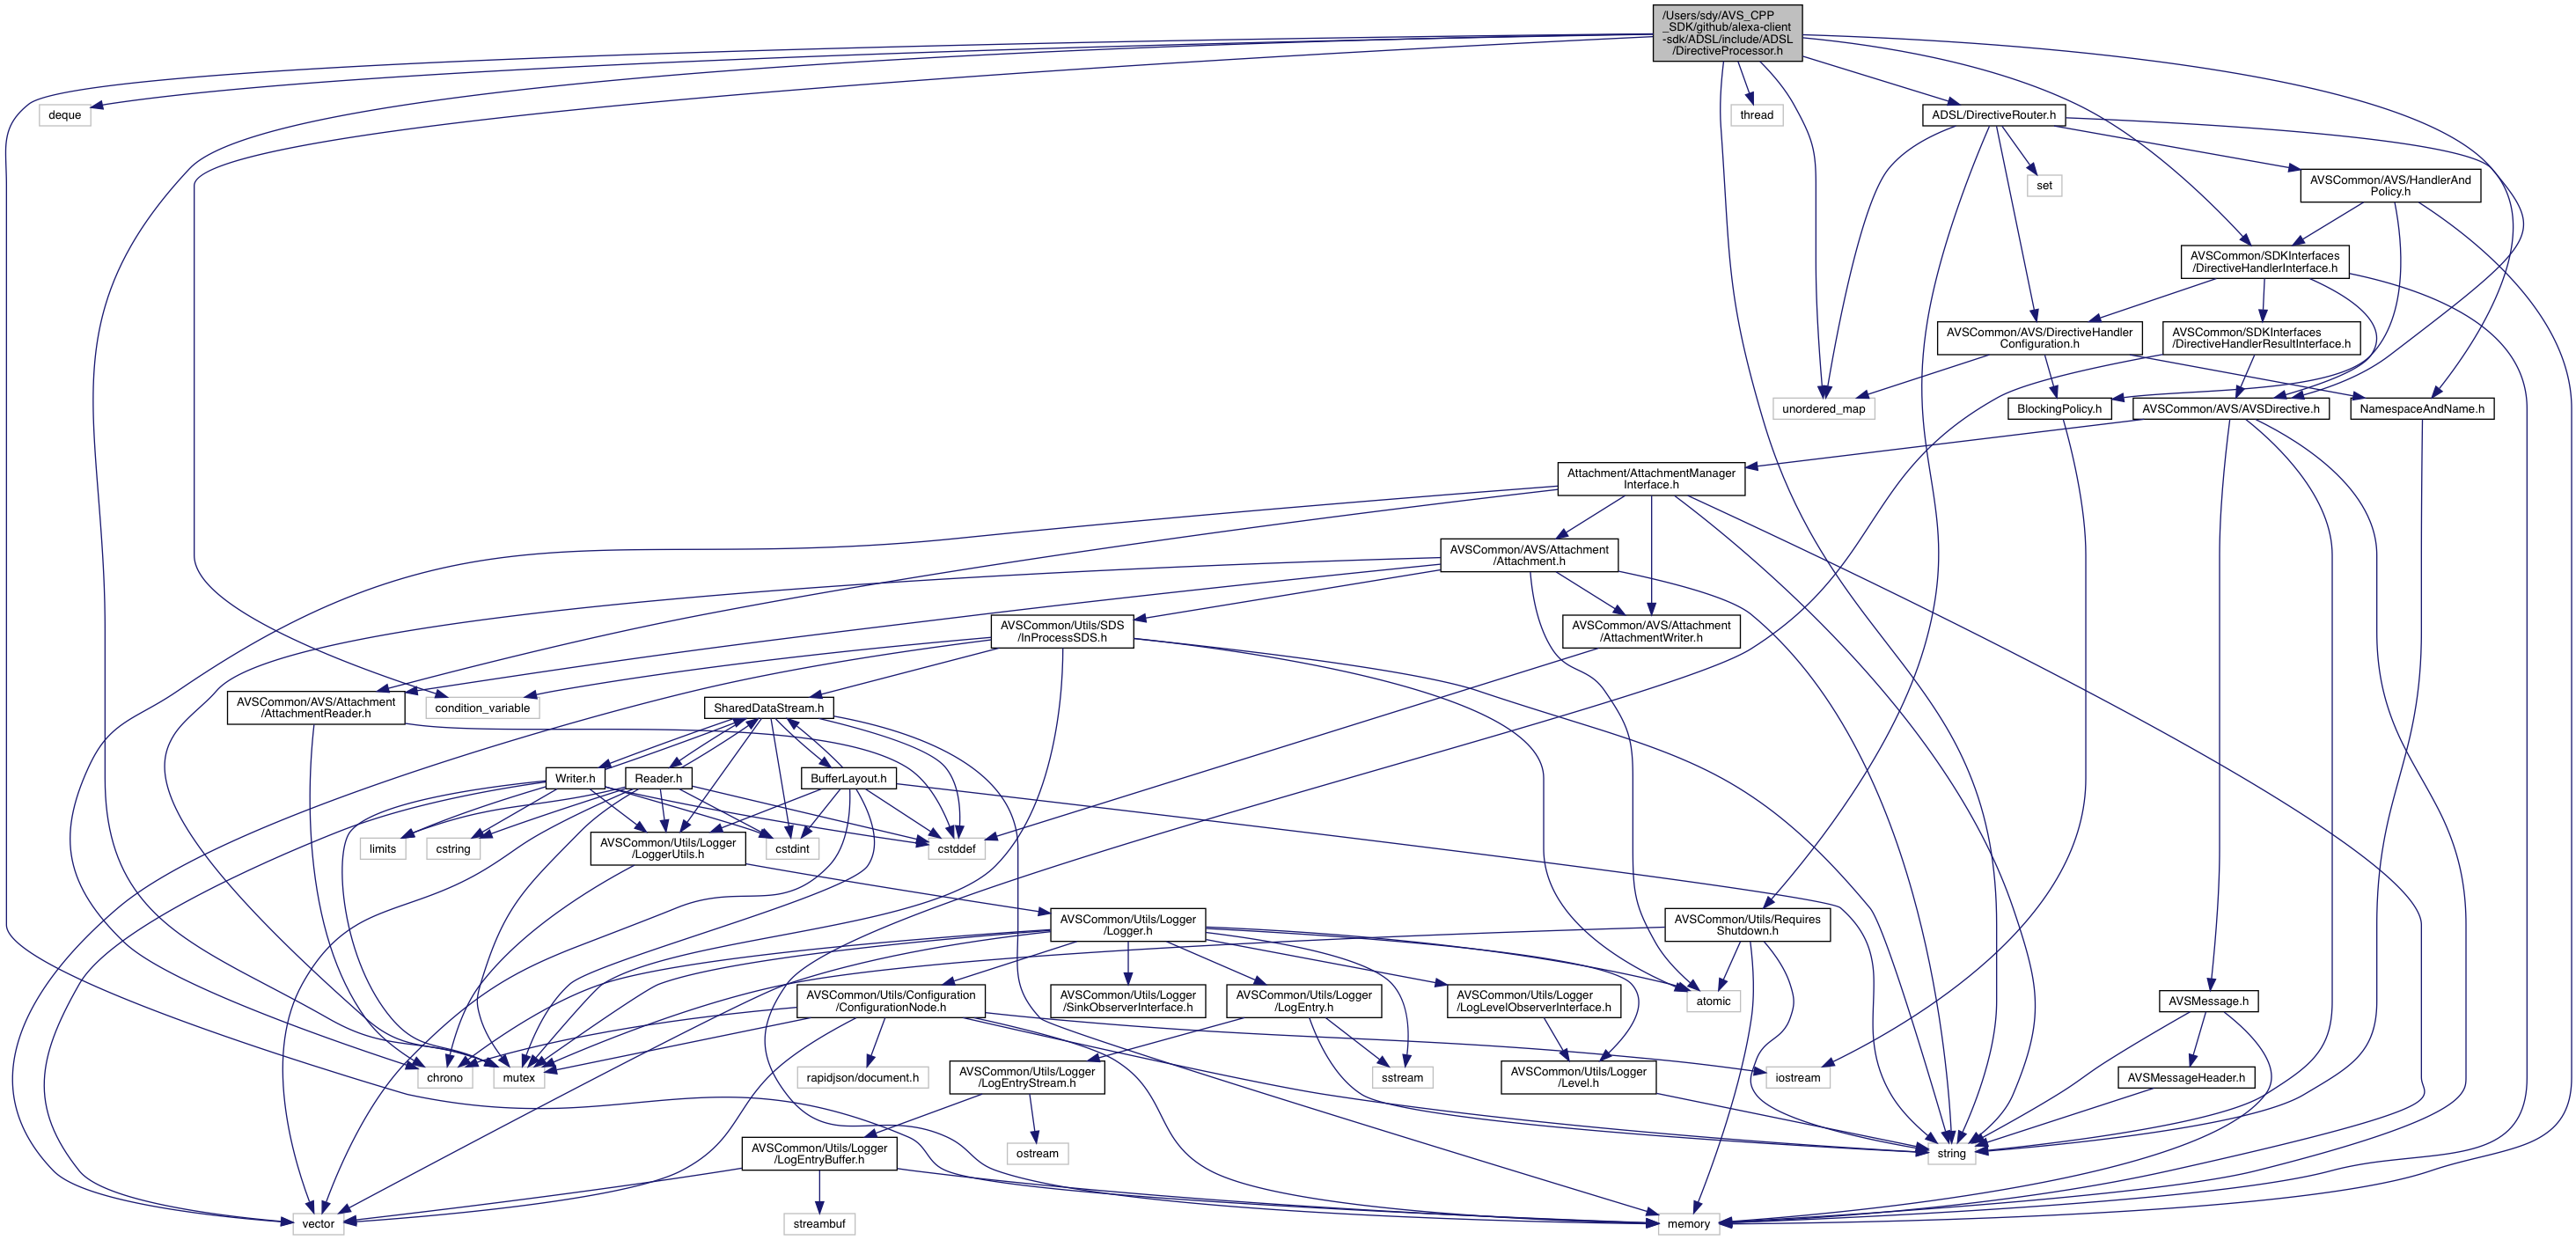 /Users/sdy/AVS_CPP
_SDK/github/alexa-client
-sdk/ADSL/include/ADSL
/DirectiveProcessor.h
deque
thread
ADSL/DirectiveRouter.h
set
AVSCommon/AVS/HandlerAnd
Policy.h
AVSCommon/SDKInterfaces
/DirectiveHandlerInterface.h
AVSCommon/AVS/DirectiveHandler
Configuration.h
AVSCommon/SDKInterfaces
/DirectiveHandlerResultInterface.h
unordered_map
BlockingPolicy.h
AVSCommon/AVS/AVSDirective.h
NamespaceAndName.h
Attachment/AttachmentManager
Interface.h
AVSCommon/AVS/Attachment
/Attachment.h
AVSCommon/Utils/SDS
/InProcessSDS.h
AVSCommon/AVS/Attachment
/AttachmentWriter.h
AVSCommon/AVS/Attachment
/AttachmentReader.h
condition_variable
SharedDataStream.h
Writer.h
Reader.h
BufferLayout.h
limits
cstring
AVSCommon/Utils/Logger
/LoggerUtils.h
cstdint
cstddef
AVSCommon/Utils/Logger
/Logger.h
AVSCommon/Utils/Requires
Shutdown.h
AVSCommon/Utils/Configuration
/ConfigurationNode.h
AVSCommon/Utils/Logger
/SinkObserverInterface.h
AVSCommon/Utils/Logger
/LogEntry.h
AVSCommon/Utils/Logger
/LogLevelObserverInterface.h
atomic
AVSMessage.h
chrono
mutex
rapidjson/document.h
AVSCommon/Utils/Logger
/LogEntryStream.h
sstream
AVSCommon/Utils/Logger
/Level.h
iostream
AVSMessageHeader.h
AVSCommon/Utils/Logger
/LogEntryBuffer.h
ostream
string
vector
streambuf
memory